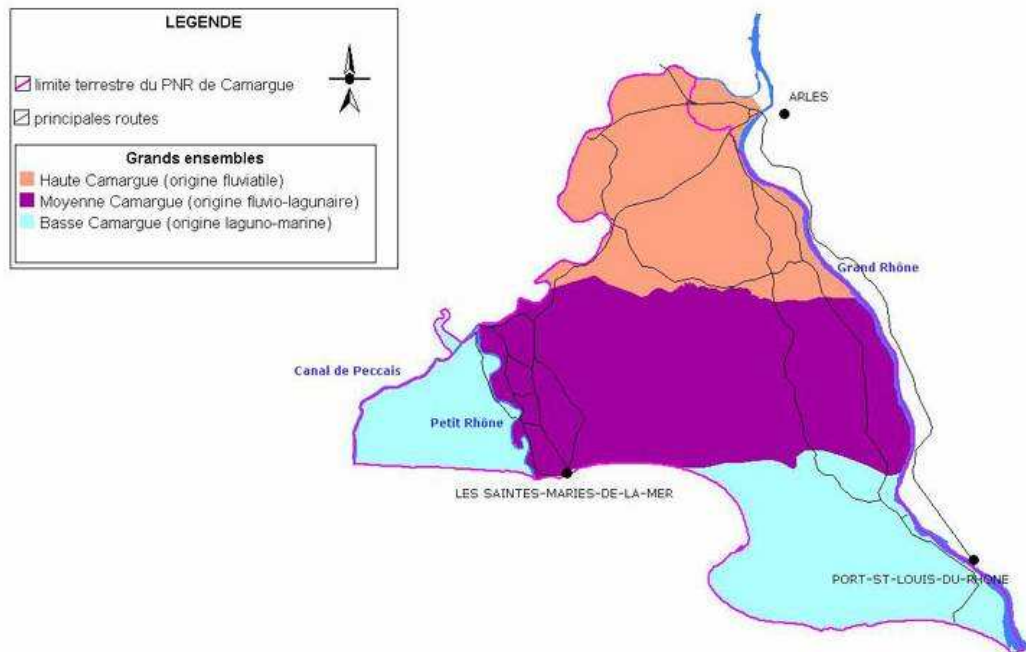 LEGENDE
limite terrestre du PNR de Camargue
principales routes
Grands ensembles
Haute Camargue (origine fluviatile)
Moyenne Camargue (origine fluvio-lagunaire)
Basse Camargue (origine laguno-marine)
ARLES
Grand Rhône
Canal de Peccais
Petit Rhône
LES SAINTES-MARIES-DE-LA-MER
PORT-ST-LOUIS-DU-RHONE